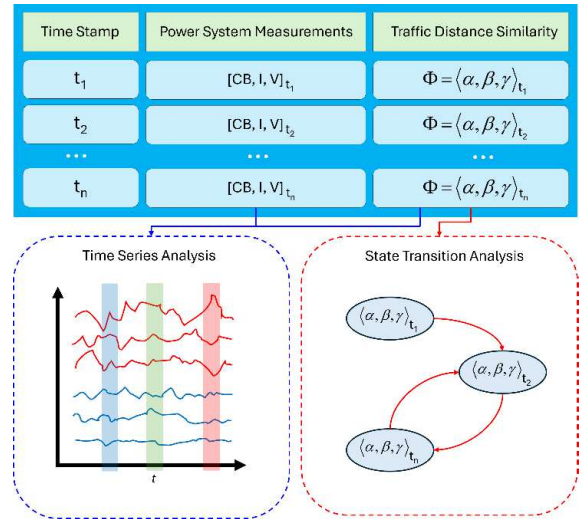 Time Stamp Power System Measurements Traffic Distance Similarity
t₁ [CB, I, V] t₁ Φ = ⟨α, β, γ⟩ t₁
t₂ [CB, I, V] t₂ Φ = ⟨α, β, γ⟩ t₂
... ... ...
tₙ [CB, I, V] tₙ Φ = ⟨α, β, γ⟩ tₙ
Time Series Analysis State Transition Analysis
⟨α, β, γ⟩ t₁
⟨α, β, γ⟩ t₂
⟨α, β, γ⟩ tₙ
t